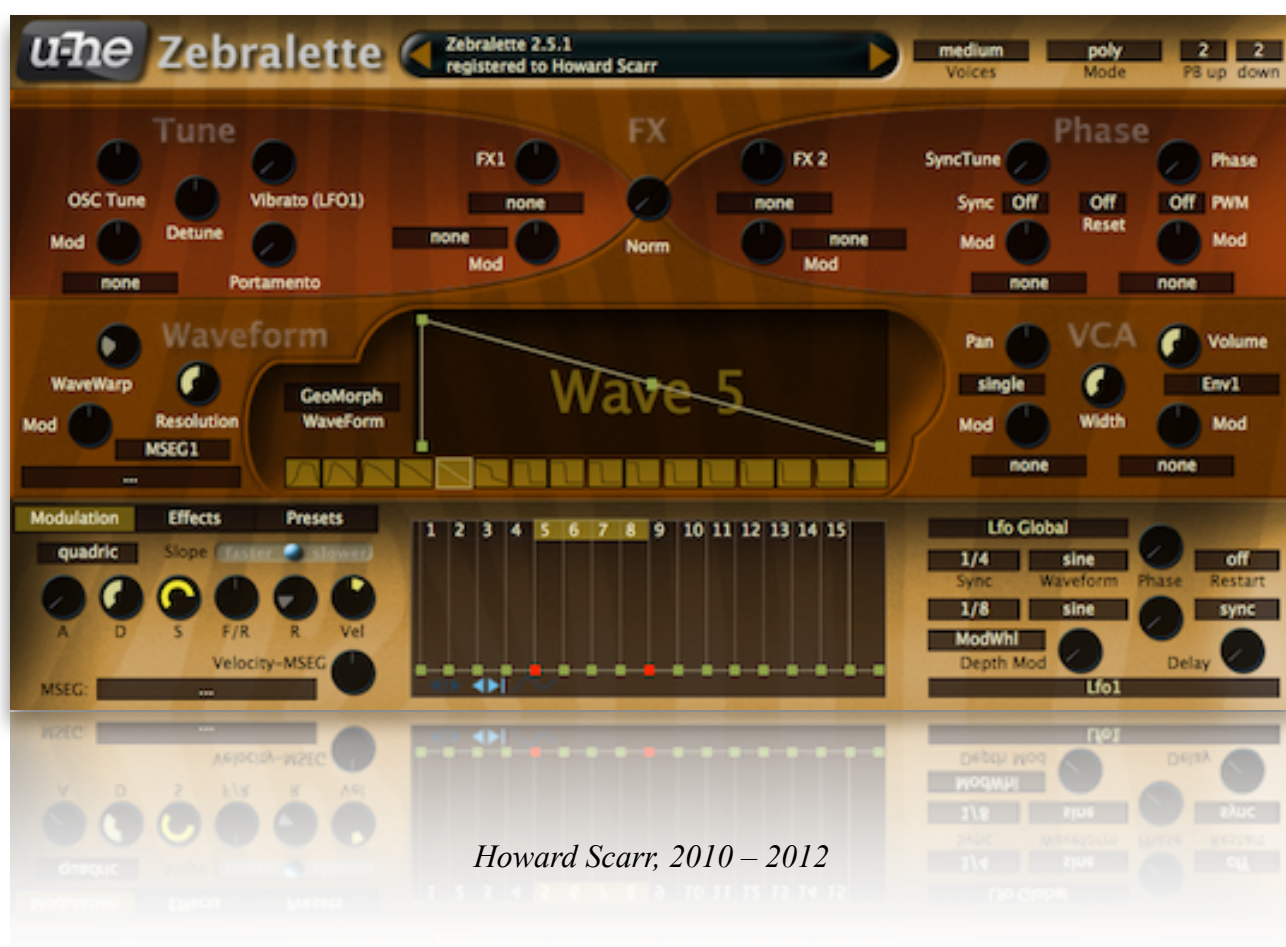 u-he Zebralette
Zebralette 2.5.1
registered to Howard Scarr
medium poly 2 2
Voices Mode PB up down
Tune FX Phase
FX1 FX 2 SyncTune Phase
OSC Tune Vibrato (LFO1) none none Sync Off Off Off PWM
Detune Reset
Mod none none Mod Mod
Mod Norm Mod
none Portamento none none
Waveform Pan VCA Volume
WaveWarp single Env1
GeoMorph Wave 5
Mod Resolution WaveForm Mod Width Mod
MSEG1
... none none
Modulation Effects Presets
1 2 3 4 5 6 7 8 9 10 11 12 13 14 15
Lfo Global
quadric Slope faster slower
1/4 sine off
Sync Waveform Phase Restart
1/8 sine sync
A D S F/R R Vel
ModWhl
Velocity-MSEG
Depth Mod Delay
MSEG: ...
Lfo1
Howard Scarr, 2010 – 2012